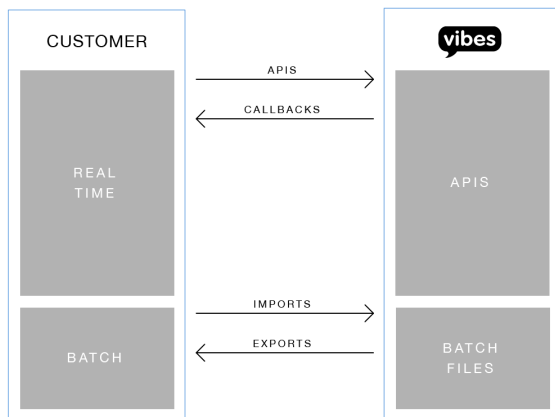 CUSTOMER
vibes
APIS
CALLBACKS
REAL
TIME
APIS
IMPORTS
EXPORTS
BATCH
BATCH
FILES